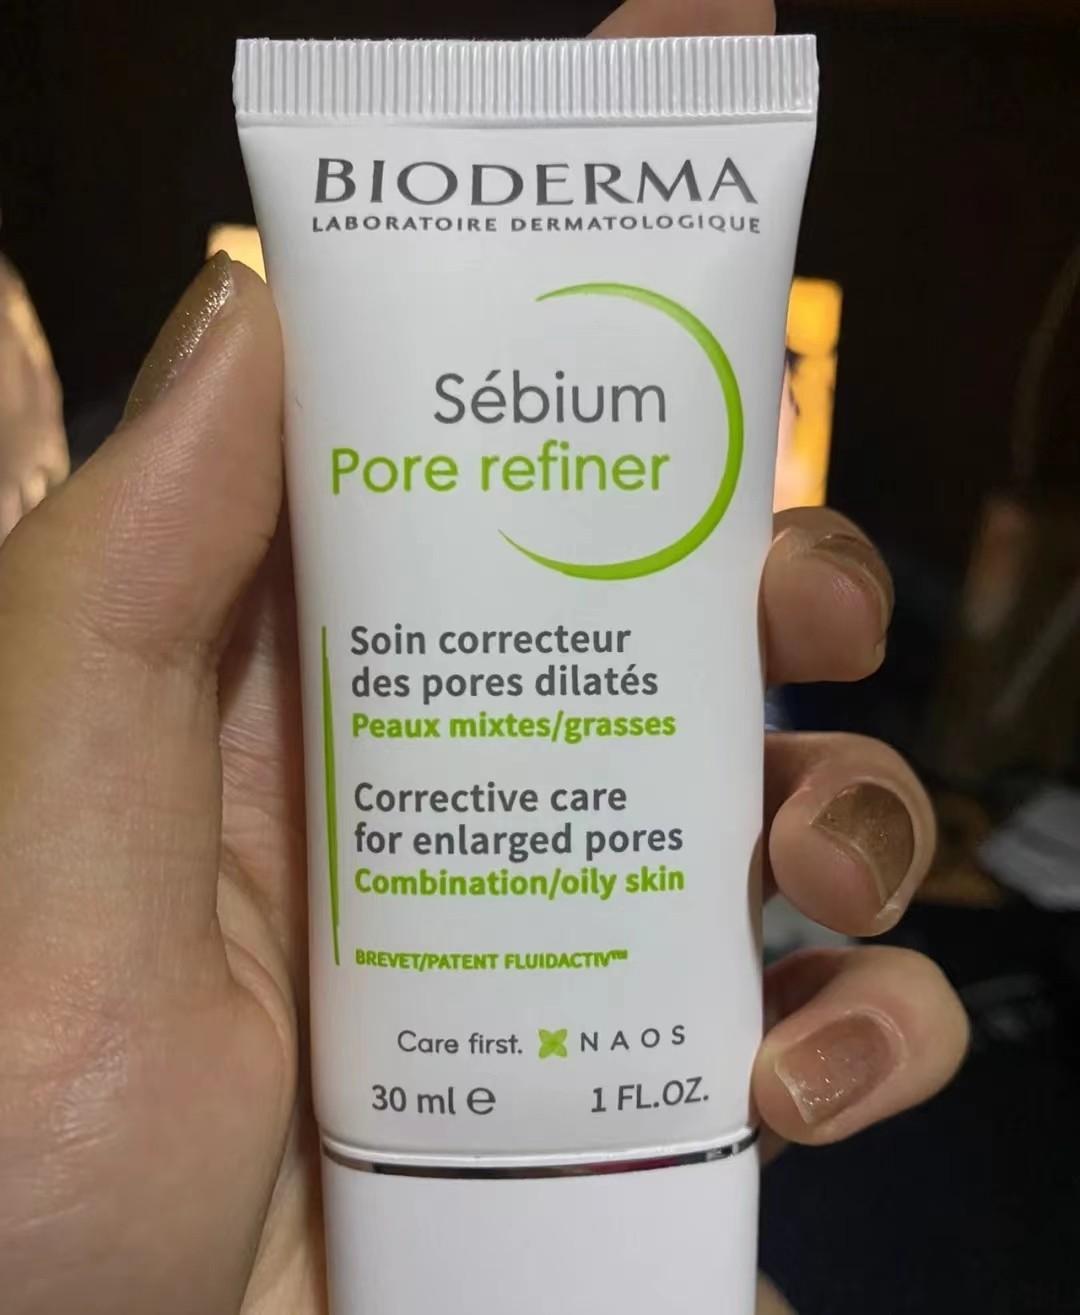 BIODERMA
LABORATOIRE DERMATOLOGIQUE
Sébium
Pore refiner
Soin correcteur
des pores dilatés
Peaux mixtes/grasses
Corrective care
for enlarged pores
Combination/oily skin
BREVET/PATENT FLUIDACTIV™
Care first. NAOS
30 ml ℮ 1 FL.OZ.